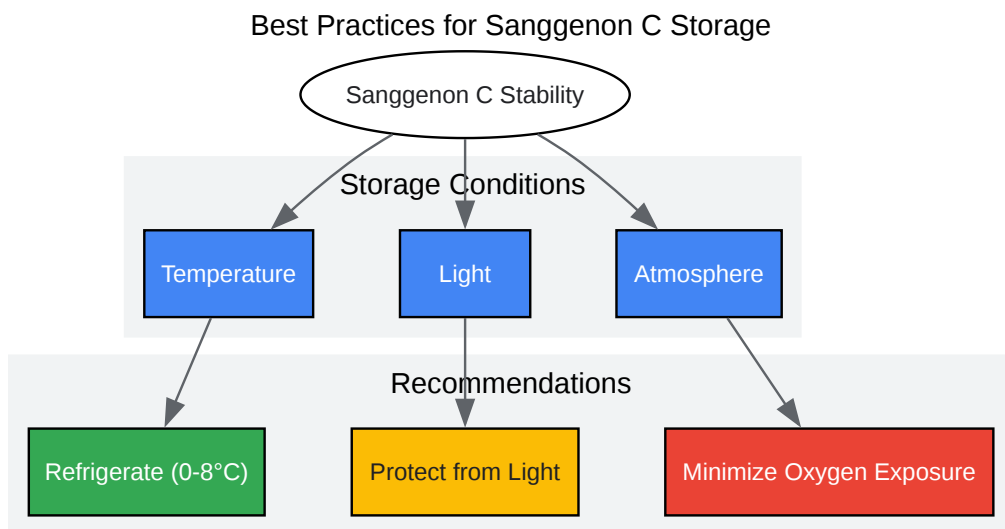 Best Practices for Sanggenon C Storage
Sanggenon C Stability
Storage Conditions
Temperature
Light
Atmosphere
Recommendations
Refrigerate (0-8°C)
Protect from Light
Minimize Oxygen Exposure